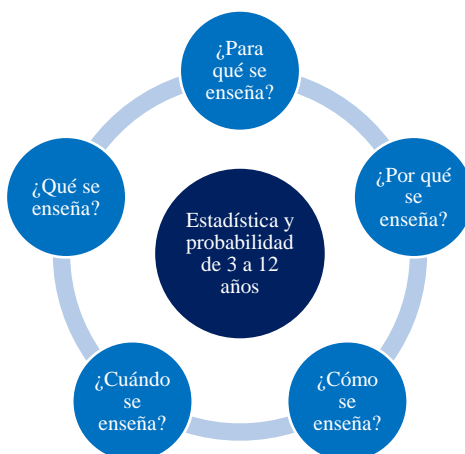 ¿Para
qué se
enseña?
¿Qué se
enseña?
¿Por qué
se
enseña?
Estadística y
probabilidad
de 3 a 12
años
¿Cuándo
se
enseña?
¿Cómo
se
enseña?